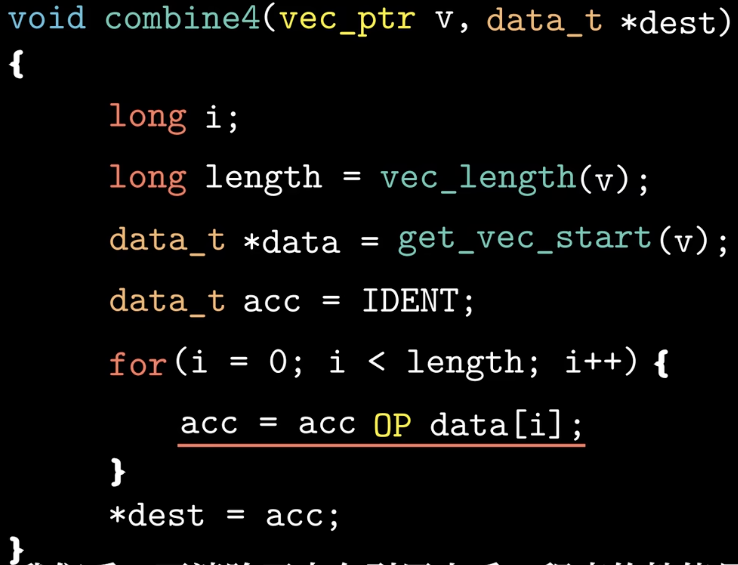 void combine4(vec_ptr v, data_t *dest)
{
long i;
long length = vec_length(v);
data_t *data = get_vec_start(v);
data_t acc = IDENT;
for(i = 0; i < length; i++) {
acc = acc OP data[i];
}
*dest = acc;
}